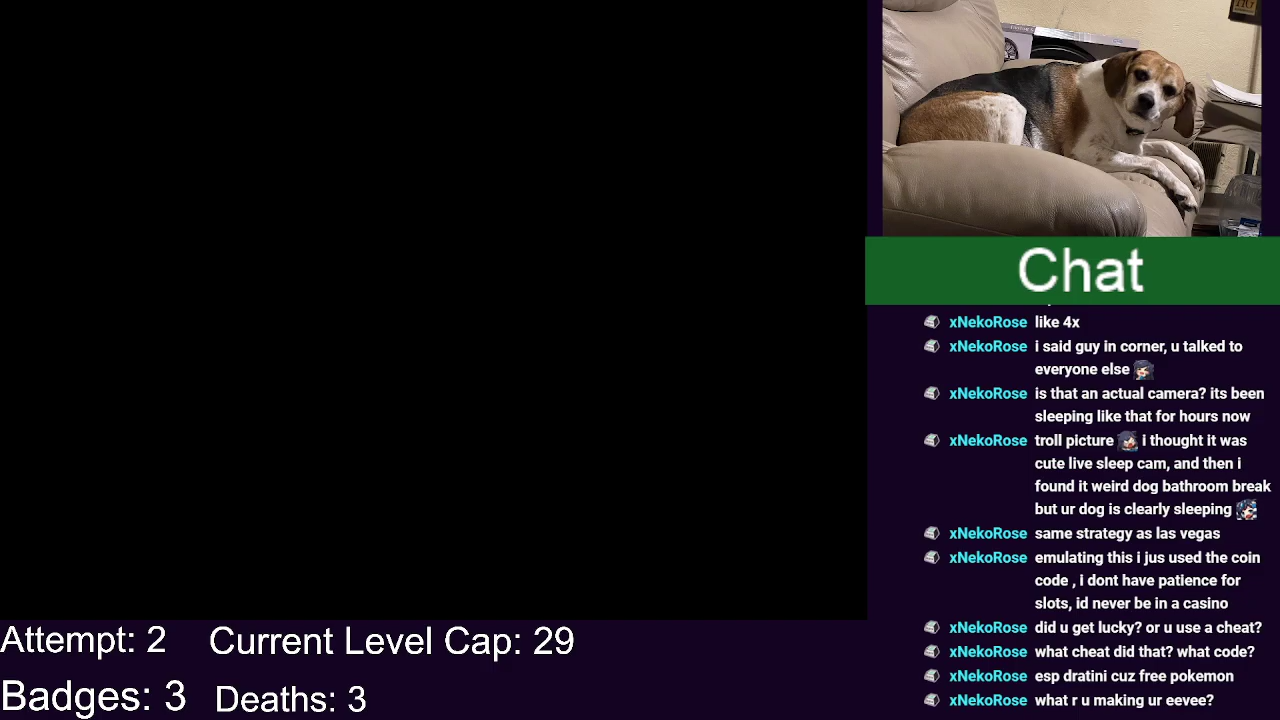 Chat
xNekoRose like 4x
xNekoRose i said guy in corner, u talked to
everyone else
xNekoRose is that an actual camera? its been
sleeping like that for hours now
xNekoRose troll picture i thought it was
cute live sleep cam, and then i
found it weird dog bathroom break
but ur dog is clearly sleeping
xNekoRose same strategy as las vegas
xNekoRose emulating this i jus used the coin
code , i dont have patience for
slots, id never be in a casino
xNekoRose did u get lucky? or u use a cheat?
xNekoRose what cheat did that? what code?
xNekoRose esp dratini cuz free pokemon
xNekoRose what r u making ur eevee?
Attempt: 2 Current Level Cap: 29
Badges: 3 Deaths: 3